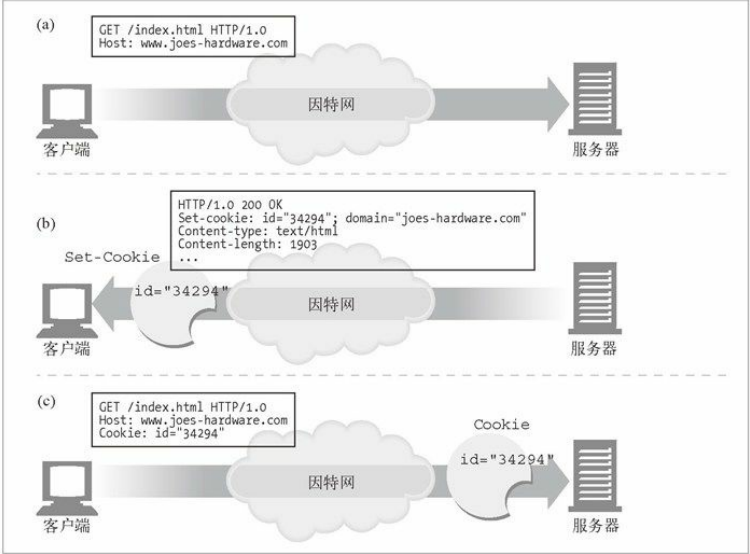 (a)
GET /index.html HTTP/1.0
Host: www.joes-hardware.com
因特网
客户端
服务器
(b)
HTTP/1.0 200 OK
Set-cookie: id="34294"; domain="joes-hardware.com"
Content-type: text/html
Content-length: 1903
...
Set-Cookie
id="34294"
因特网
客户端
服务器
(c)
GET /index.html HTTP/1.0
Host: www.joes-hardware.com
Cookie: id="34294"
Cookie
id="34294"
因特网
客户端
服务器